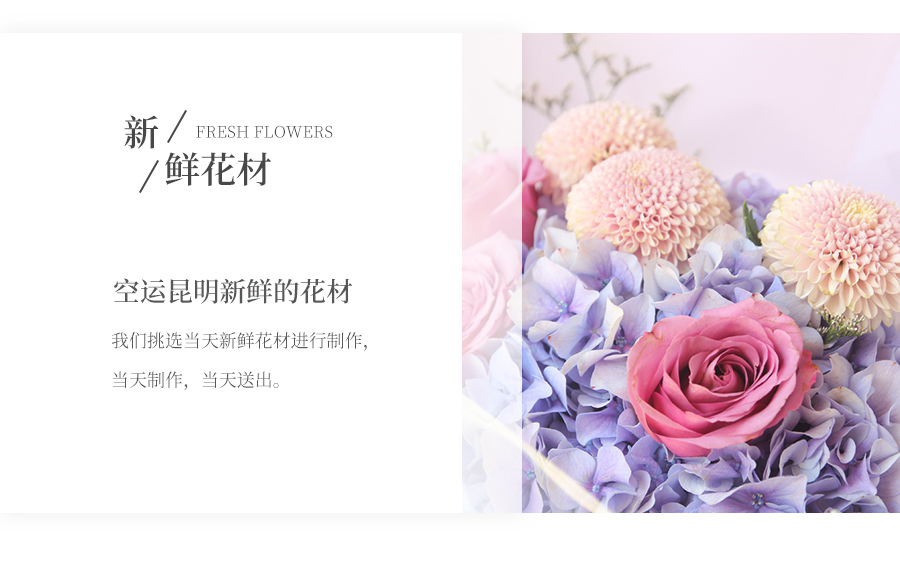 新
FRESH FLOWERS
鲜花材
空运昆明新鲜的花材
我们挑选当天新鲜花材进行制作，
当天制作，当天送出。